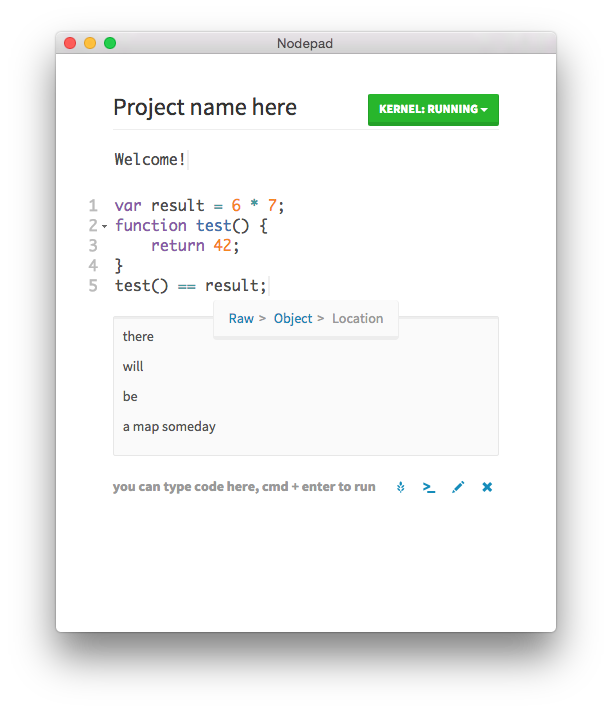 Nodepad
Project name here
KERNEL: RUNNING
Welcome!
1 var result = 6 * 7;
2 function test() {
3     return 42;
4 }
5 test() == result;
Raw > Object > Location
there
will
be
a map someday
you can type code here, cmd + enter to run